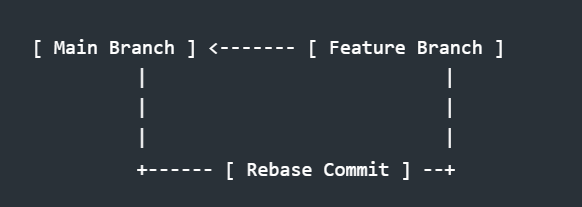 [ Main Branch ] <------- [ Feature Branch ]
          |                            |
          |                            |
          |                            |
          +------ [ Rebase Commit ] --+